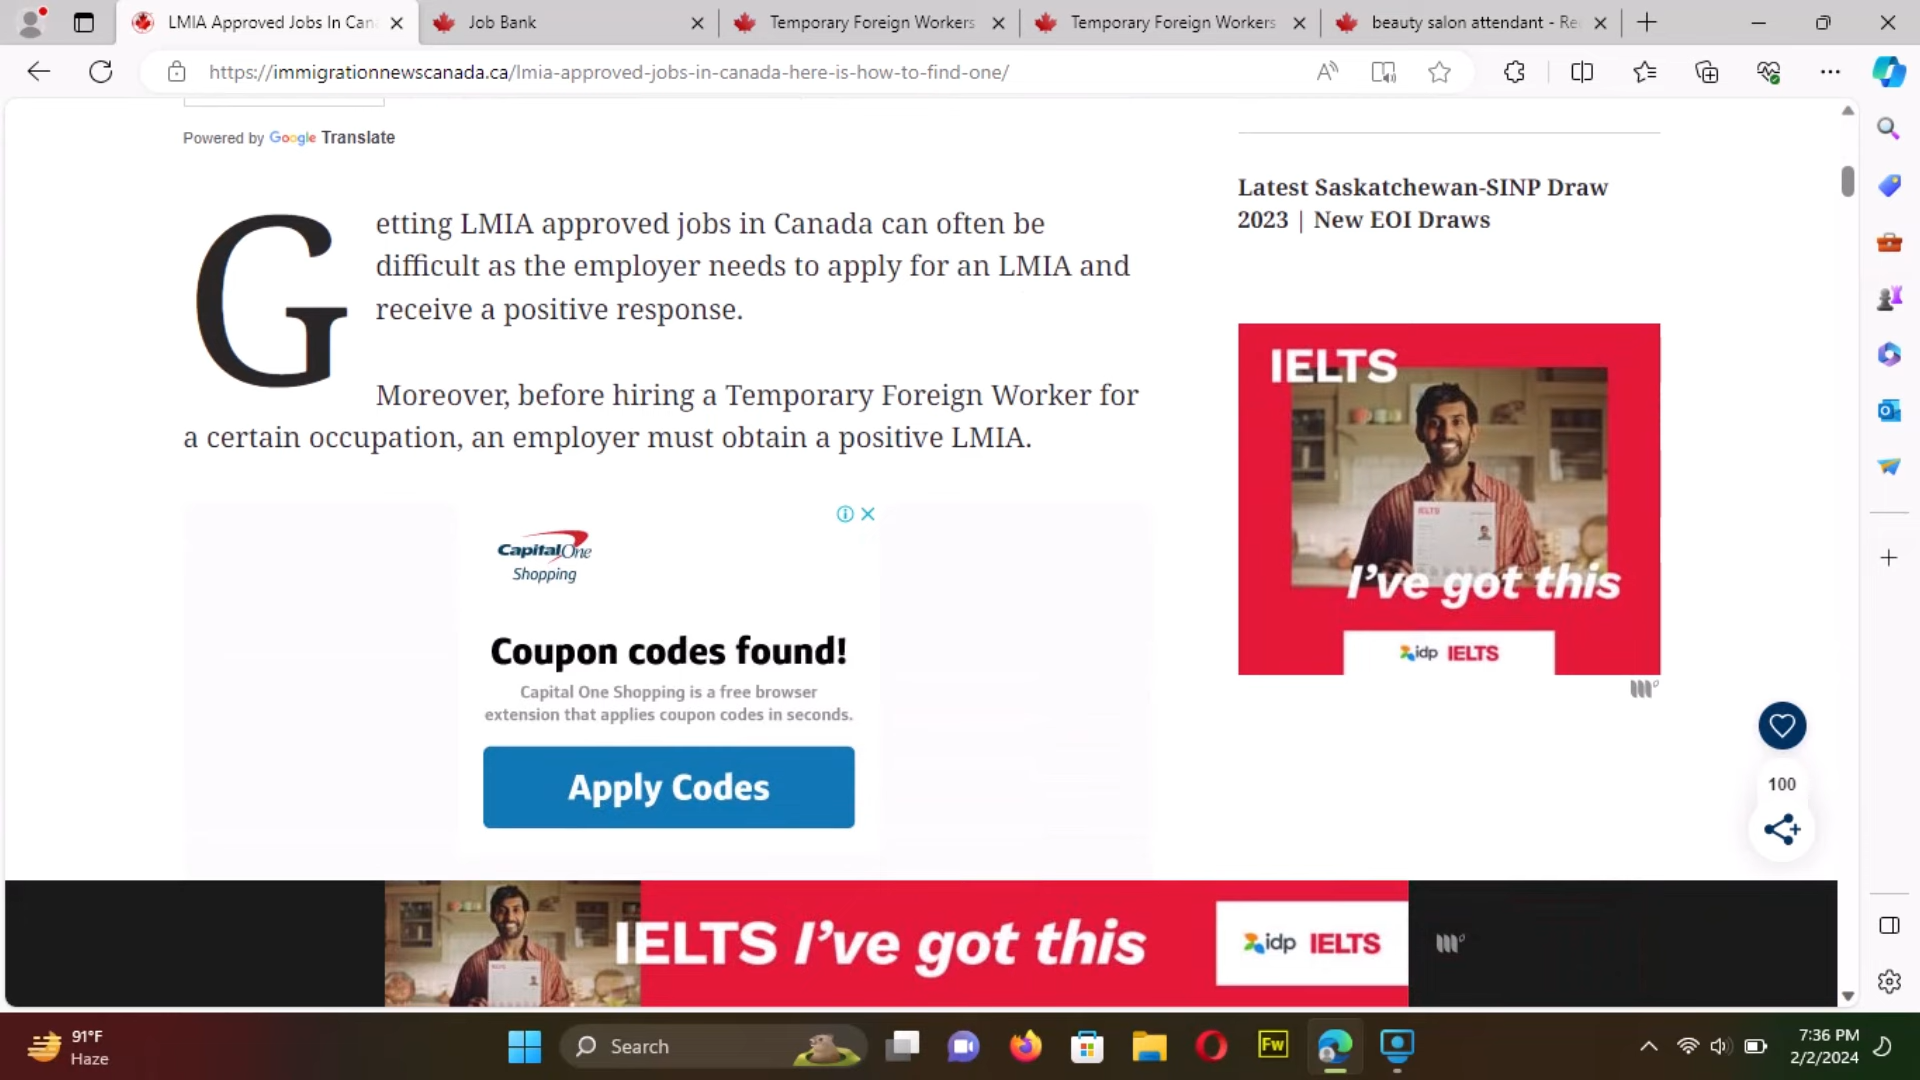 LMIA Approved Jobs In Can
Job Bank
Temporary Foreign Workers
Temporary Foreign Workers
beauty salon attendant - Re
https://immigrationnewscanada.ca/lmia-approved-jobs-in-canada-here-is-how-to-find-one/
Powered by Google Translate
Getting LMIA approved jobs in Canada can often be
difficult as the employer needs to apply for an LMIA and
receive a positive response.
Moreover, before hiring a Temporary Foreign Worker for
a certain occupation, an employer must obtain a positive LMIA.
Latest Saskatchewan-SINP Draw
2023 | New EOI Draws
IELTS
IELTS
I've got this
idp IELTS
CapitalOne
Shopping
Coupon codes found!
Capital One Shopping is a free browser
extension that applies coupon codes in seconds.
Apply Codes
100
IELTS I've got this
idp IELTS
91°F
Haze
Search
Fw
7:36 PM
2/2/2024